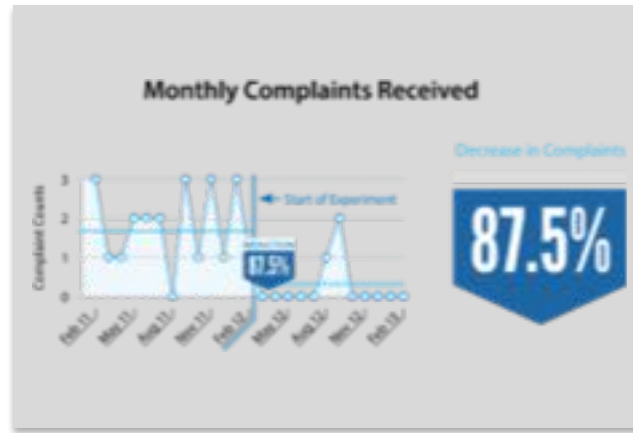 Monthly Complaints Received
Decrease in Complaints
87.5%
Complaint Counts
3
2
1
0
Start of Experiment
87.5%
Feb 11
May 11
Aug 11
Nov 11
Feb 12
May 12
Aug 12
Nov 12
Feb 13